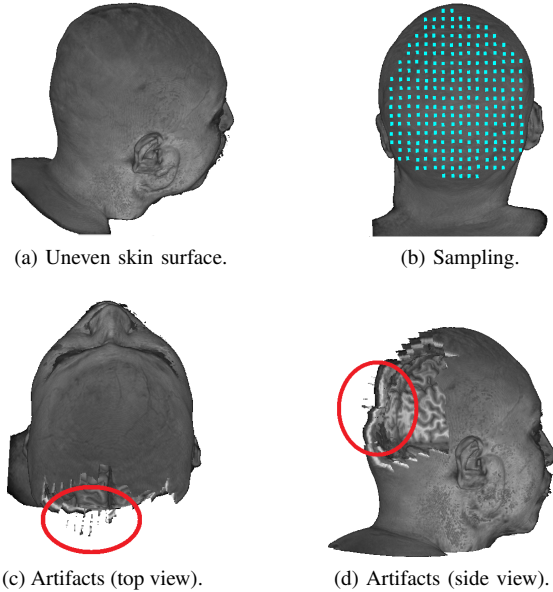 (a) Uneven skin surface.
(b) Sampling.
(c) Artifacts (top view).
(d) Artifacts (side view).